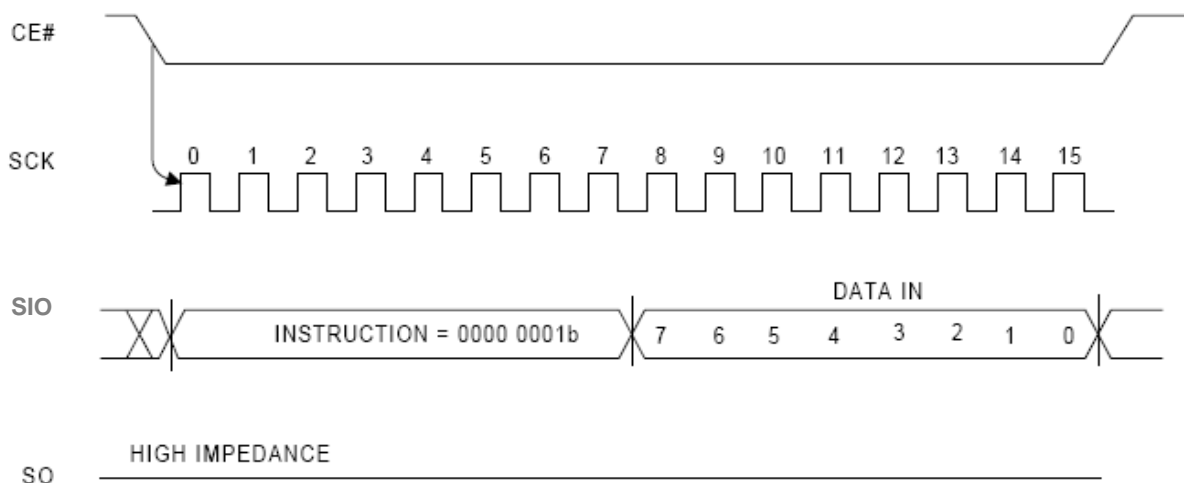 CE#
SCK
0 1 2 3 4 5 6 7 8 9 10 11 12 13 14 15
DATA IN
SIO
INSTRUCTION = 0000 0001b 7 6 5 4 3 2 1 0
HIGH IMPEDANCE
SO